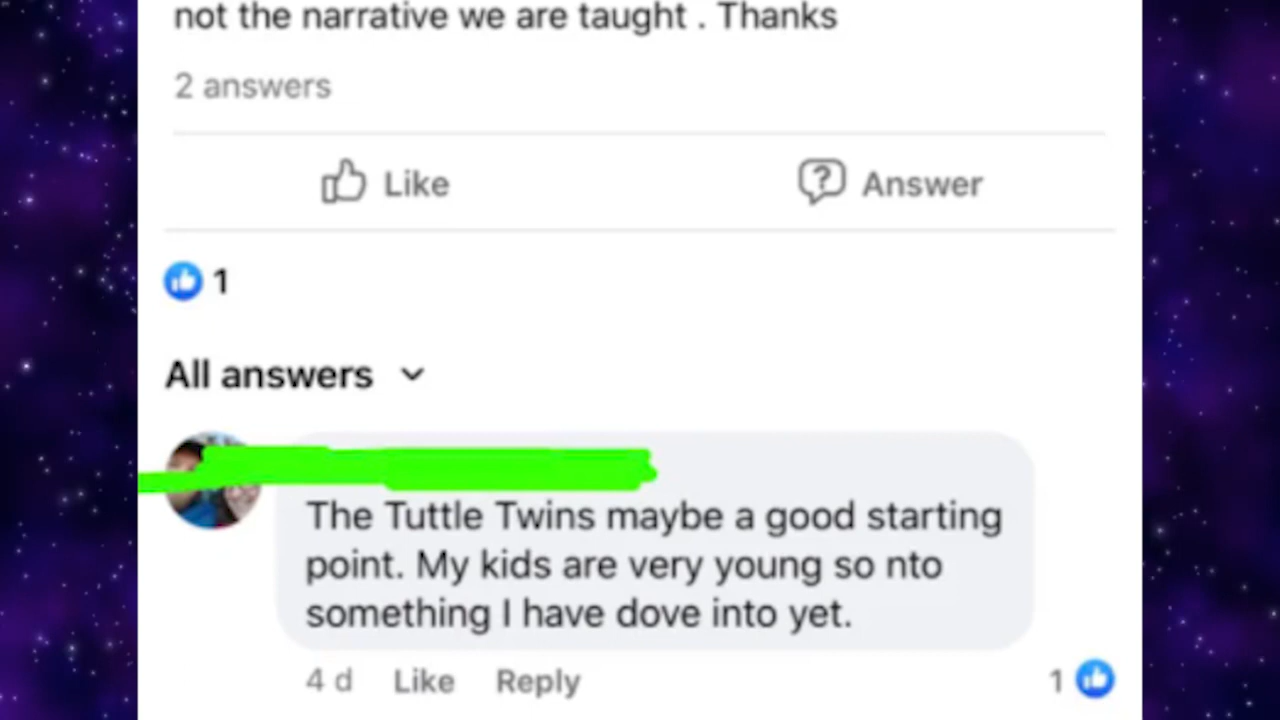 not the narrative we are taught . Thanks
2 answers
Like
Answer
1
All answers
The Tuttle Twins maybe a good starting
point. My kids are very young so nto
something I have dove into yet.
4 d Like Reply 1